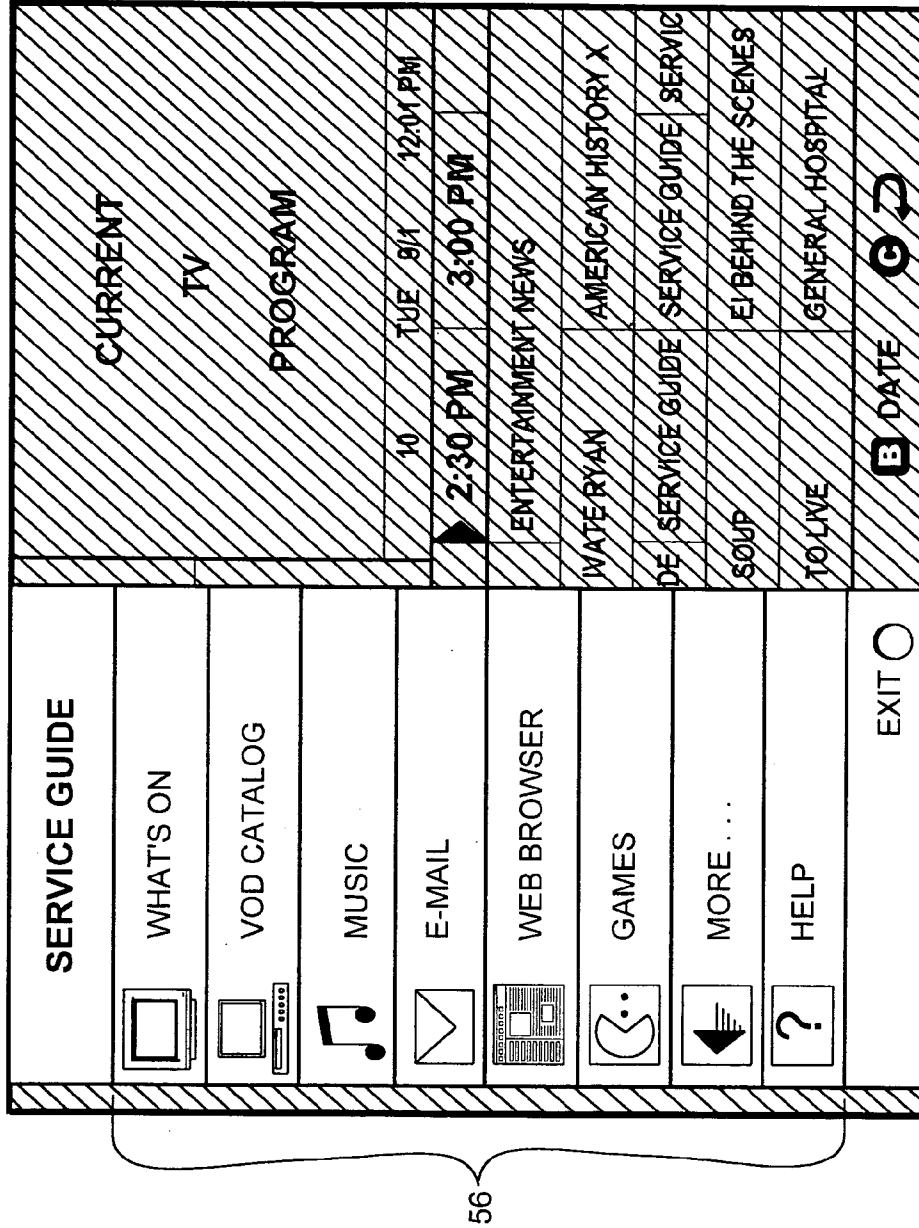 SERVICE GUIDE
WHAT'S ON
VOD CATALOG
MUSIC
E-MAIL
WEB BROWSER
GAMES
MORE....
? HELP
EXIT
56
CURRENT
TV
PROGRAM
10 TUE 9/1 12:01 PM
2:30 PM 3:00 PM
ENTERTAINMENT NEWS
IVATE RYAN AMERICAN HISTORY X
DE SERVICE GUIDE SERVICE GUIDE SERVIC
SOUP E! BEHIND THE SCENES
TO LIVE GENERAL HOSPITAL
B DATE C